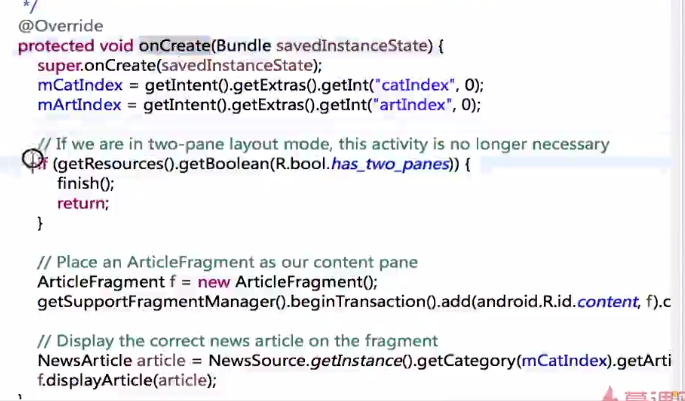 */
@Override
protected void onCreate(Bundle savedInstanceState) {
super.onCreate(savedInstanceState);
mCatIndex = getIntent().getExtras().getInt("catIndex", 0);
mArtIndex = getIntent().getExtras().getInt("artIndex", 0);
// If we are in two-pane layout mode, this activity is no longer necessary
if (getResources().getBoolean(R.bool.has_two_panes)) {
finish();
return;
}
// Place an ArticleFragment as our content pane
ArticleFragment f = new ArticleFragment();
getSupportFragmentManager().beginTransaction().add(android.R.id.content, f).c
// Display the correct news article on the fragment
NewsArticle article = NewsSource.getInstance().getCategory(mCatIndex).getArti
f.displayArticle(article);
}